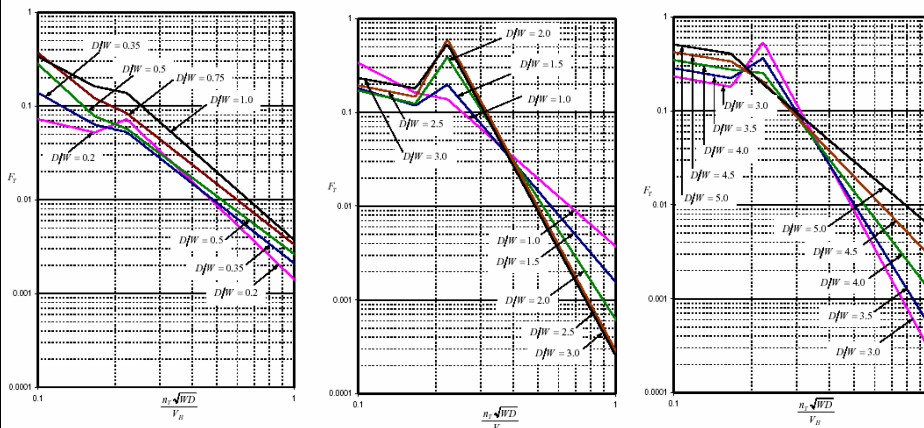 1
0.1
0.01
0.001
0.0001
F_T
D/W = 0.35
D/W = 0.5
D/W = 0.75
D/W = 1.0
D/W = 0.2
D/W = 0.5
D/W = 0.35
D/W = 0.2
0.1
1
n_T √WD
V_H
1
0.1
0.01
0.001
0.0001
F_T
D/W = 2.0
D/W = 1.5
D/W = 1.0
D/W = 2.5
D/W = 3.0
D/W = 1.0
D/W = 1.5
D/W = 2.0
D/W = 2.5
D/W = 3.0
0.1
1
n_T √WD
1
0.1
0.01
0.001
0.0001
F_T
D/W = 3.0
D/W = 3.5
D/W = 4.0
D/W = 4.5
D/W = 5.0
D/W = 5.0
D/W = 4.5
D/W = 4.0
D/W = 3.5
D/W = 3.0
0.1
n_T √WD
V_H